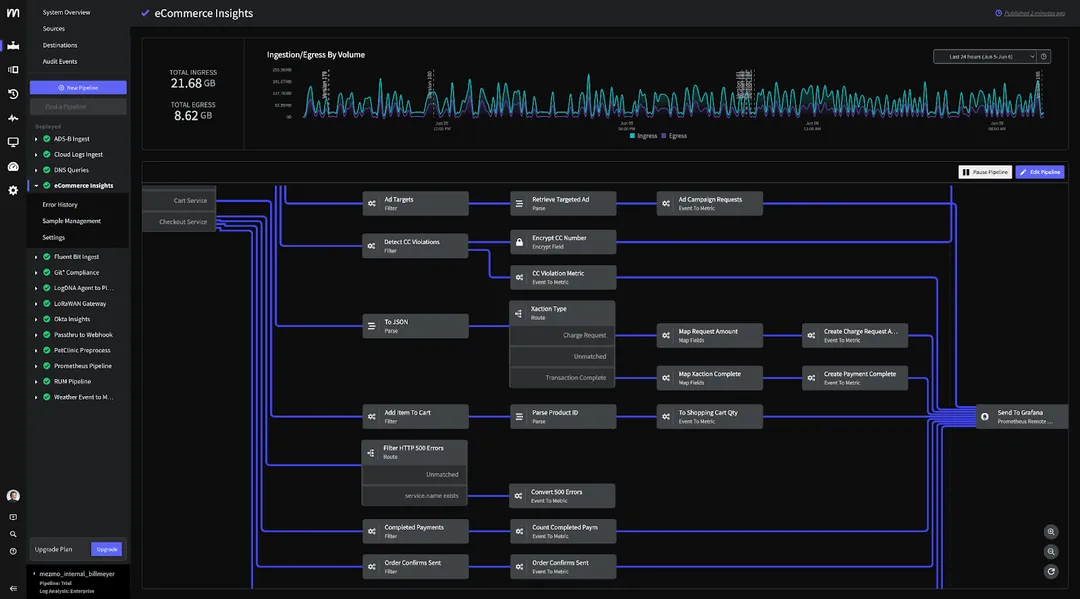 System Overview
Sources
Destinations
Audit Events
New Pipeline
Find a Pipeline
Deployed
ADS-B Ingest
Cloud Logs Ingest
DNS Queries
eCommerce Insights
Error History
Sample Management
Settings
Fluent Bit Ingest
Git* Compliance
LogDNA Agent to Pi...
LoRaWAN Gateway
Okta Insights
Passthru to Webhook
PetClinic Preprocess
Prometheus Pipeline
RUM Pipeline
Weather Event to M...
Upgrade Plan
Upgrade
mezmo_internal_billmeyer
Pipeline: Trial
Log Analysis: Enterprise
eCommerce Insights
Published 2 minutes ago
TOTAL INGRESS
21.68 GB
TOTAL EGRESS
8.62 GB
Ingestion/Egress By Volume
Last 24 hours (Jun 5-Jun 6)
Ingress
Egress
Pause Pipeline
Edit Pipeline
Cart Service
Checkout Service
Ad Targets
Filter
Retrieve Targeted Ad
Parse
Ad Campaign Requests
Event To Metric
Detect CC Violations
Filter
Encrypt CC Number
Encrypt Field
CC Violation Metric
Event To Metric
To JSON
Parse
Xaction Type
Route
Charge Request
Unmatched
Transaction Complete
Map Request Amount
Map Fields
Create Charge Request A...
Event To Metric
Map Xaction Complete
Map Fields
Create Payment Complete
Event To Metric
Add Item To Cart
Filter
Parse Product ID
Parse
To Shopping Cart Qty
Event To Metric
Send To Grafana
Prometheus Remote ...
Filter HTTP 500 Errors
Route
Unmatched
service.name exists
Convert 500 Errors
Event To Metric
Completed Payments
Filter
Count Completed Paym
Event To Metric
Order Confirms Sent
Filter
Order Confirms Sent
Event To Metric